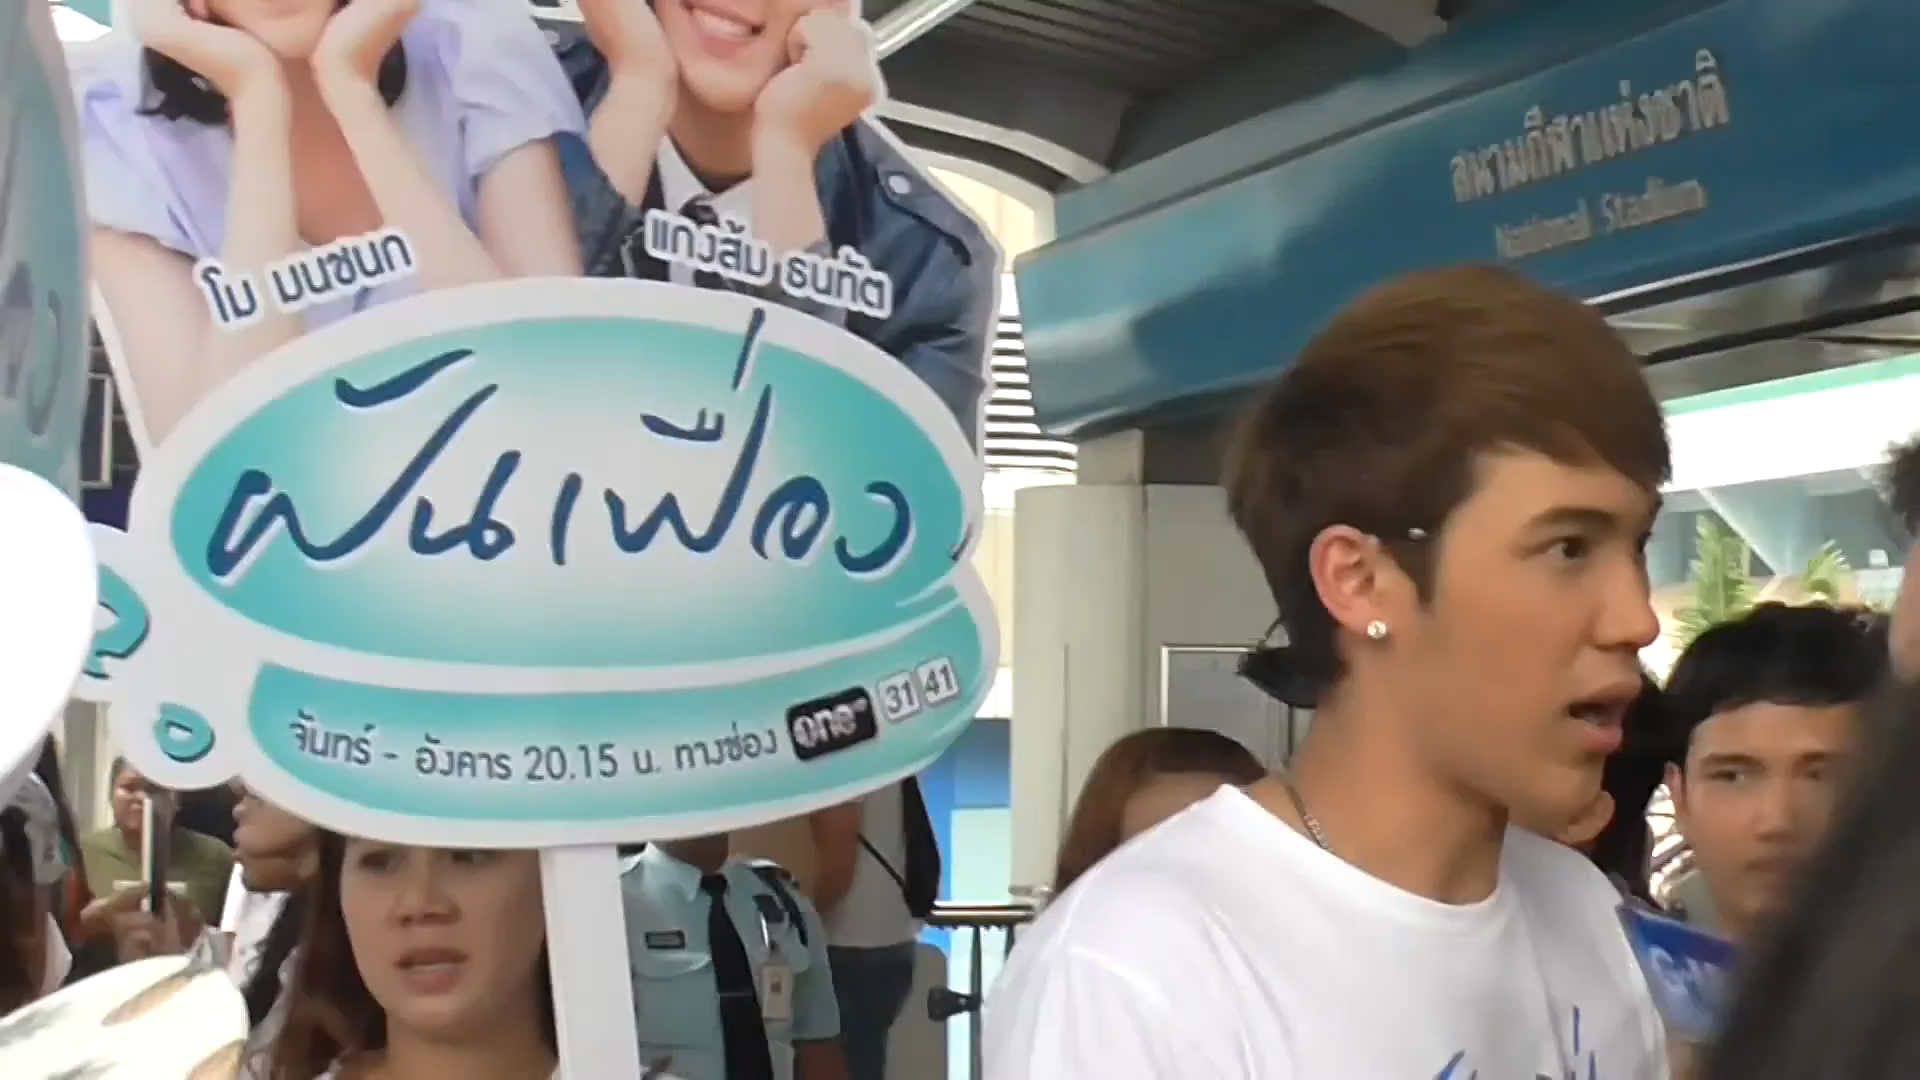 สนามกีฬาแห่งชาติ
National Stadium
โม มนชนก
แกงส้ม ธนทัต
ฝันเฟื่อง
จันทร์ - อังคาร 20.15 น. ทางช่อง one 31 41